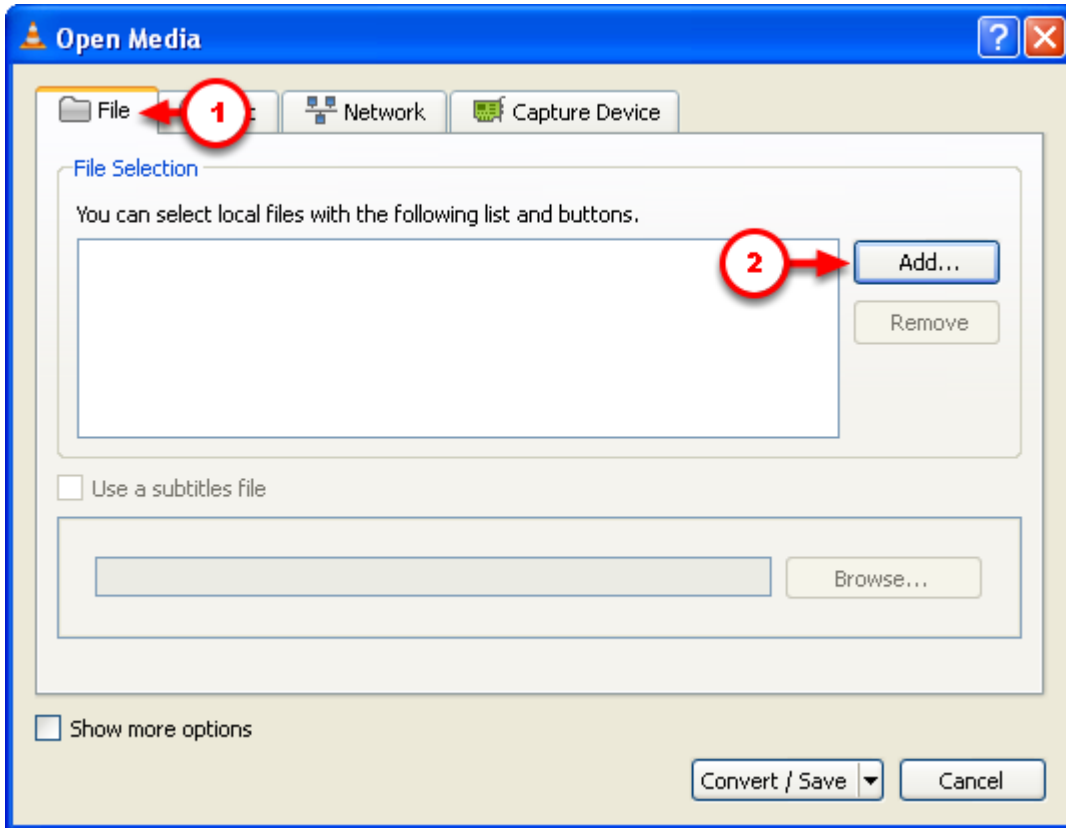 Open Media
File
1
Network
Capture Device
File Selection
You can select local files with the following list and buttons.
2
Add...
Remove
Use a subtitles file
Browse...
Show more options
Convert / Save
Cancel